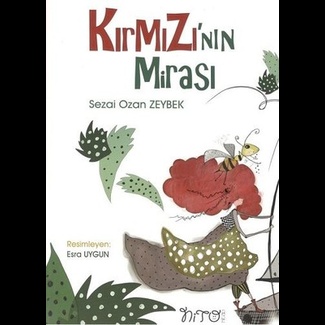 KIRMIZI'NIN
MİRASI
Sezai Ozan ZEYBEK
Resimleyen:
Esra UYGUN
NiTO